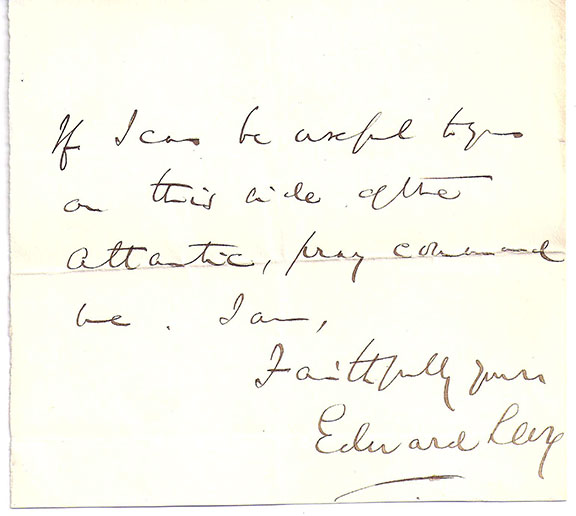 If I can be useful to you
on this side of the
Atlantic, pray command
me. I am,
Faithfully yours
Edward Levy